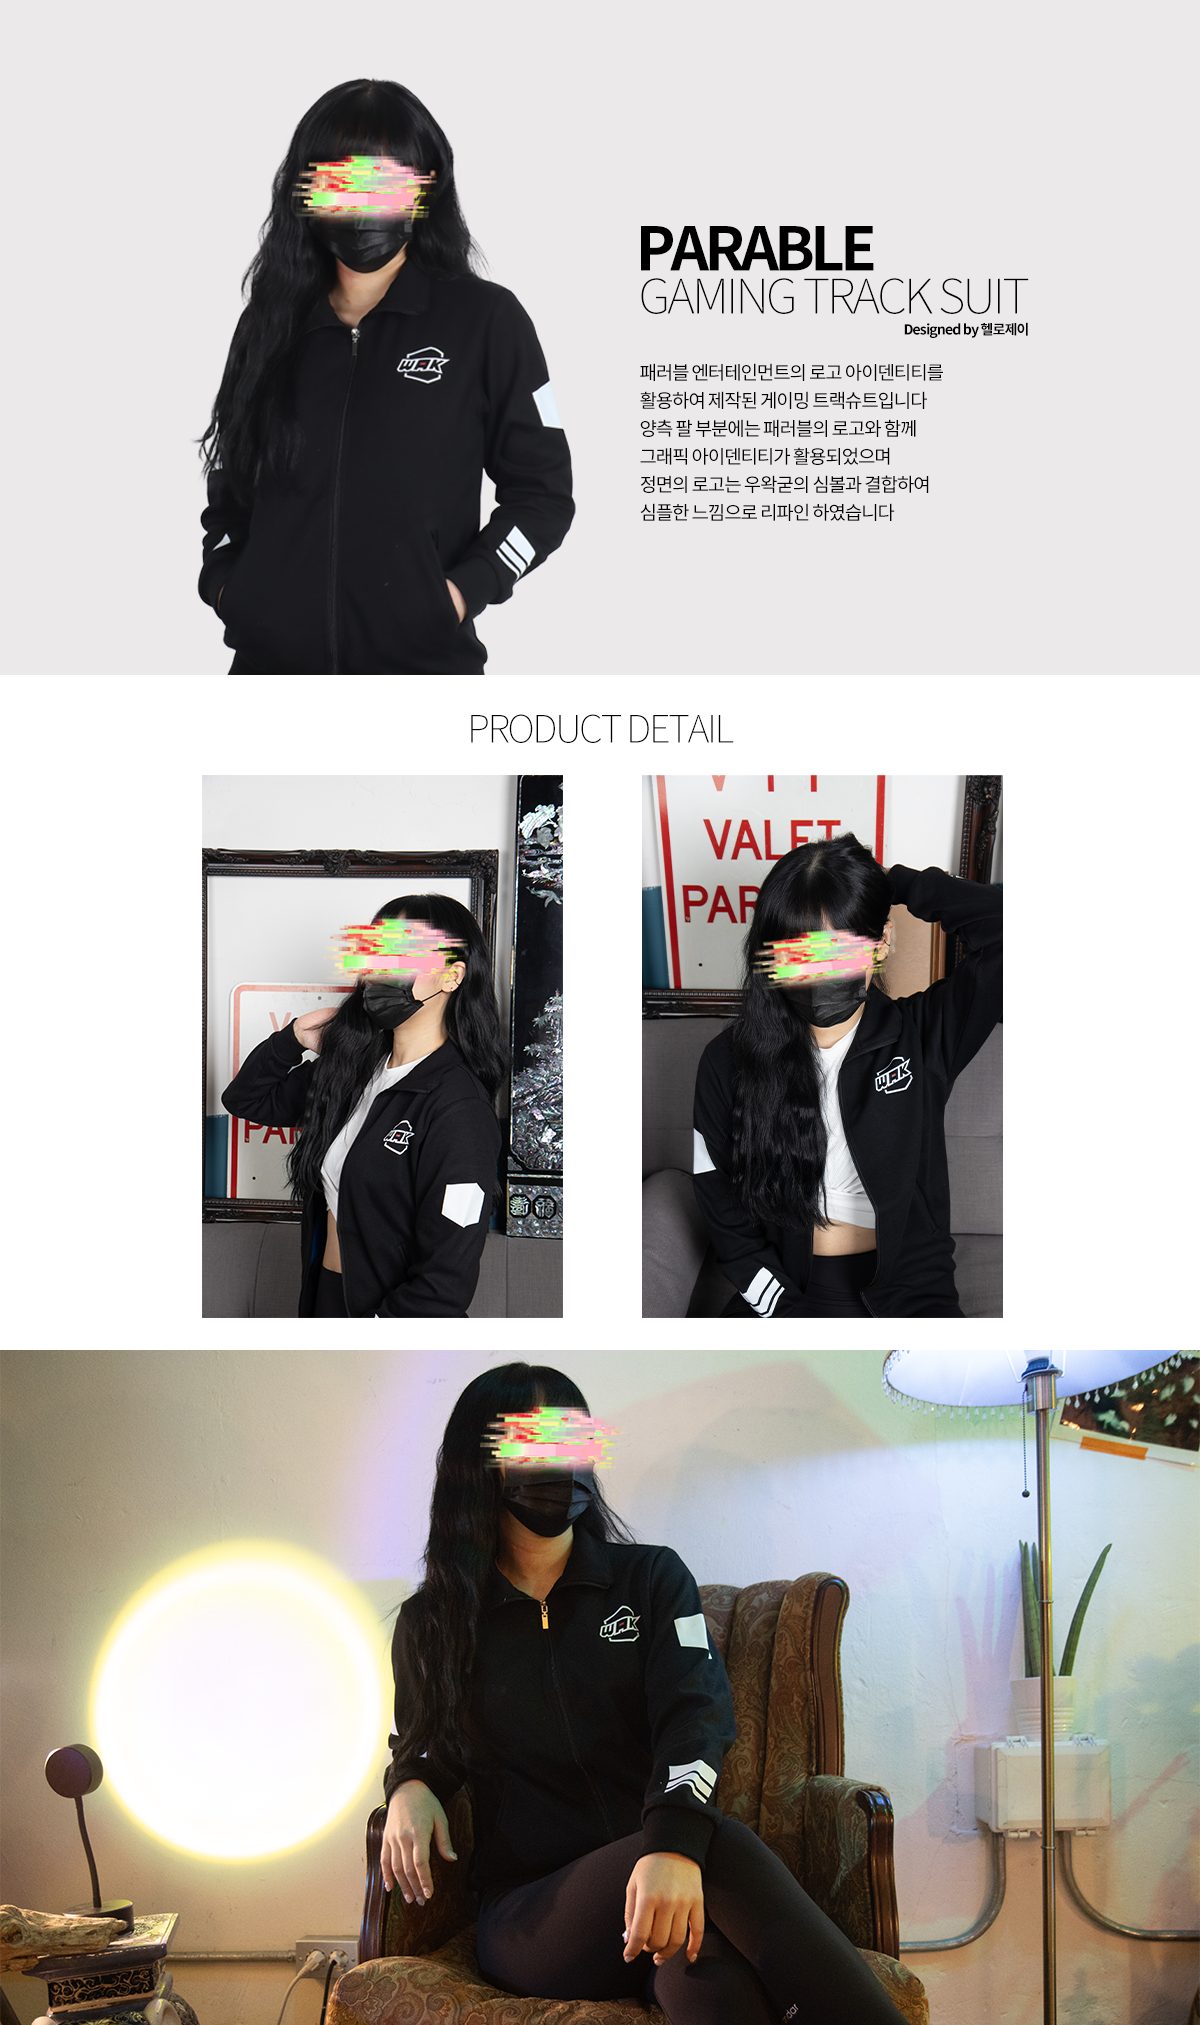 PARABLE
GAMING TRACK SUIT
Designed by 헬로제이
패러블 엔터테인먼트의 로고 아이덴티티를
활용하여 제작된 게이밍 트랙슈트입니다
양측 팔 부분에는 패러블의 로고와 함께
그래픽 아이덴티티가 활용되었으며
정면의 로고는 우왁굳의 심볼과 결합하여
심플한 느낌으로 리파인 하였습니다
WAK
PRODUCT DETAIL
WAK
VALET
WAK
WAK